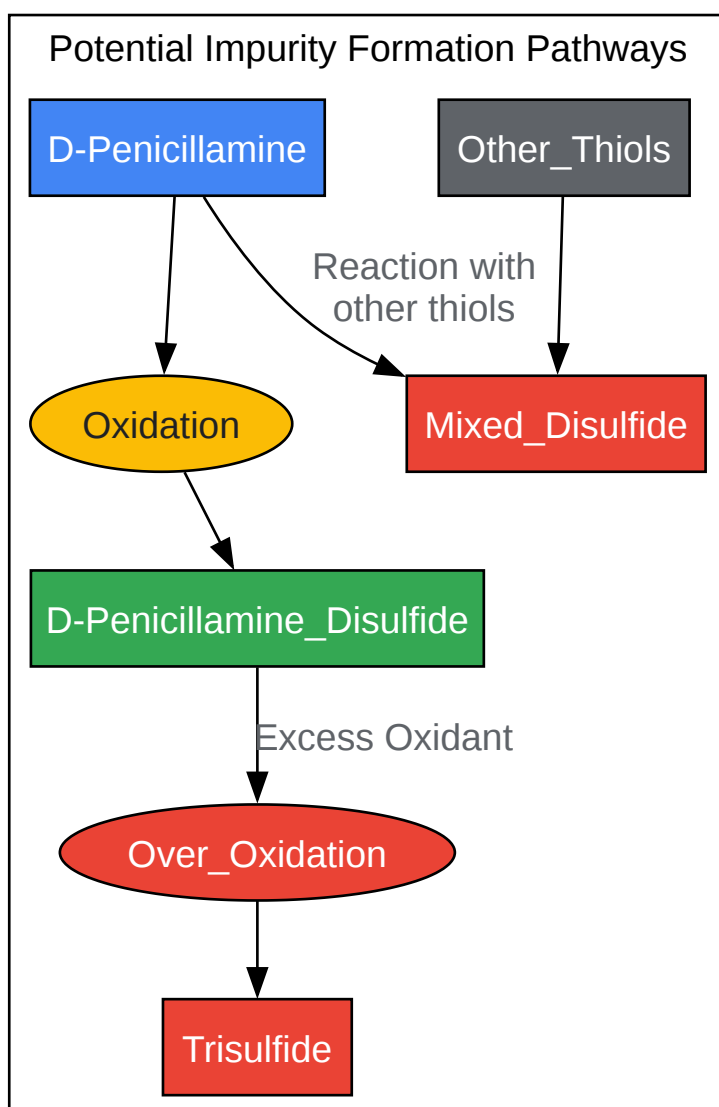 Potential Impurity Formation Pathways
D-Penicillamine
Other_Thiols
Reaction with
other thiols
Oxidation
Mixed_Disulfide
D-Penicillamine_Disulfide
Excess Oxidant
Over_Oxidation
Trisulfide